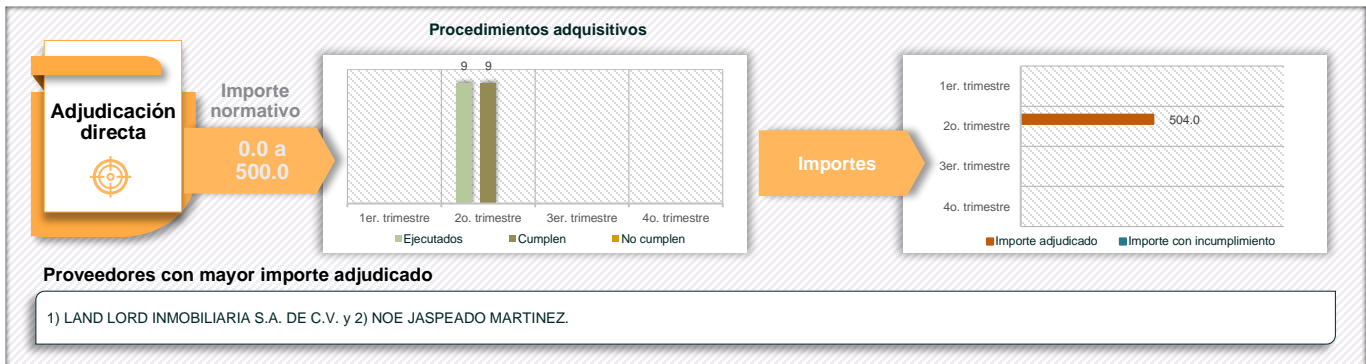 Procedimientos adquisitivos
Adjudicación
directa
Importe
normativo
0.0 a
500.0
9 9
1er. trimestre 2o. trimestre 3er. trimestre 4o. trimestre
Ejecutados Cumplen No cumplen
Importes
1er. trimestre
2o. trimestre 504.0
3er. trimestre
4o. trimestre
Importe adjudicado Importe con incumplimiento
Proveedores con mayor importe adjudicado
1) LAND LORD INMOBILIARIA S.A. DE C.V. y 2) NOE JASPEADO MARTINEZ.